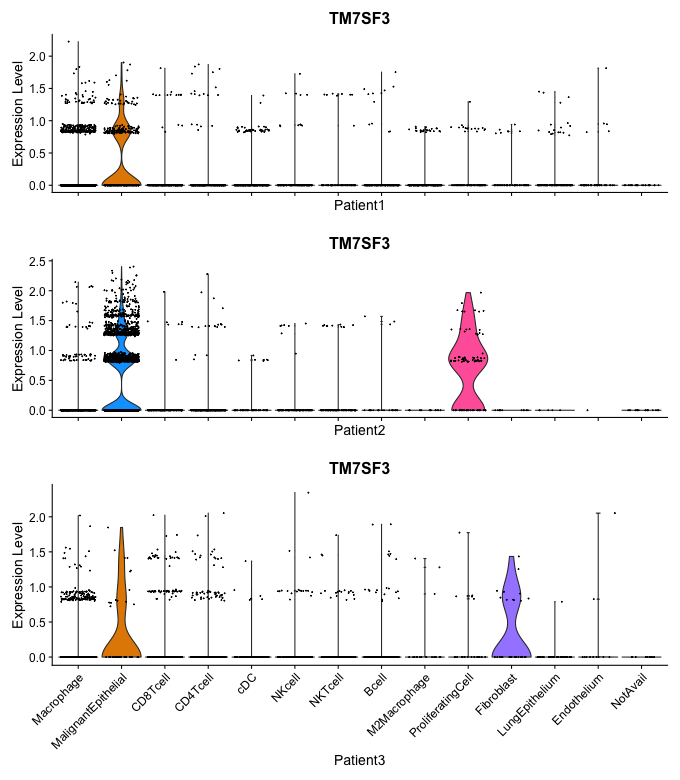 TM7SF3
Expression Level
2.0
1.5
1.0
0.5
0.0
Patient1
TM7SF3
Expression Level
2.5
2.0
1.5
1.0
0.5
0.0
Patient2
TM7SF3
Expression Level
2.0
1.5
1.0
0.5
0.0
Macrophage
MalignantEpithelial
CD8Tcell
CD4Tcell
cDC
NKcell
NKTcell
Bcell
M2Macrophage
ProliferatingCell
Fibroblast
LungEpithelium
Endothelium
NotAvail
Patient3